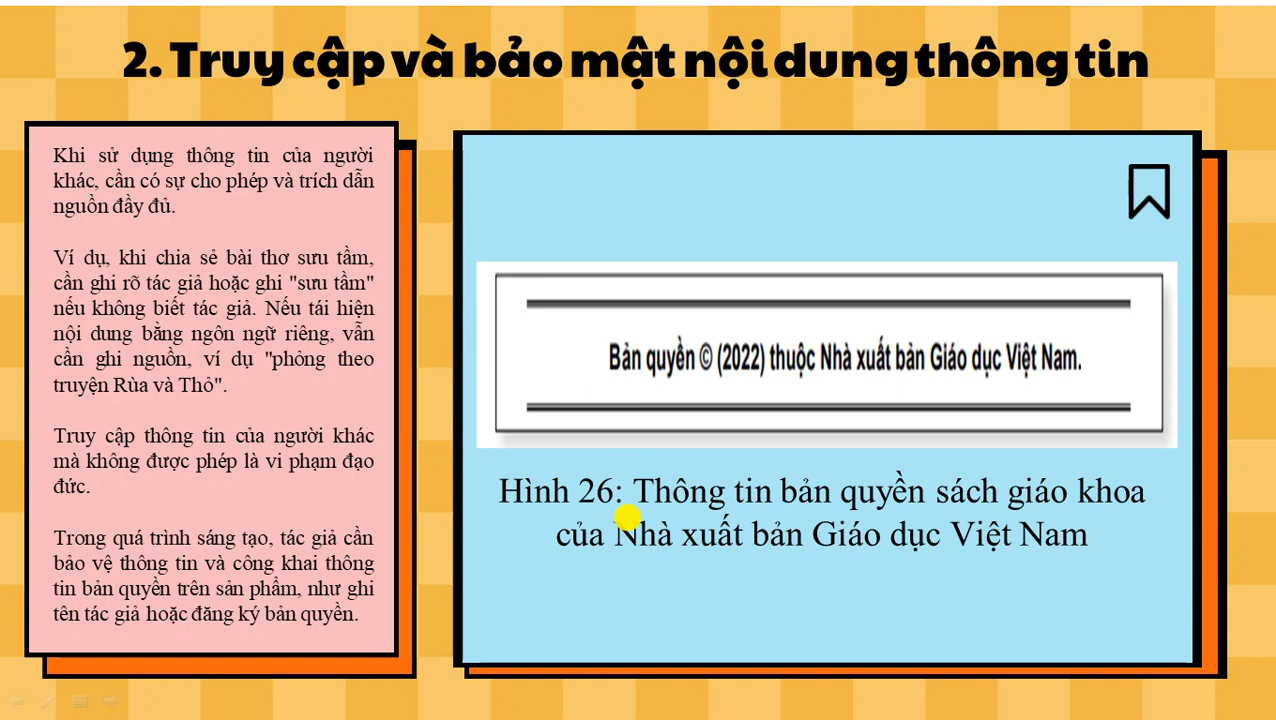 2. Truy cập và bảo mật nội dung thông tin
Khi sử dụng thông tin của người
khác, cần có sự cho phép và trích dẫn
nguồn đầy đủ.
Ví dụ, khi chia sẻ bài thơ sưu tầm,
cần ghi rõ tác giả hoặc ghi "sưu tầm"
nếu không biết tác giả. Nếu tái hiện
nội dung bằng ngôn ngữ riêng, vẫn
cần ghi nguồn, ví dụ "phỏng theo
truyện Rùa và Thỏ".
Truy cập thông tin của người khác
mà không được phép là vi phạm đạo
đức.
Trong quá trình sáng tạo, tác giả cần
bảo vệ thông tin và công khai thông
tin bản quyền trên sản phẩm, như ghi
tên tác giả hoặc đăng ký bản quyền.
Bản quyền © (2022) thuộc Nhà xuất bản Giáo dục Việt Nam.
Hình 26: Thông tin bản quyền sách giáo khoa
của Nhà xuất bản Giáo dục Việt Nam